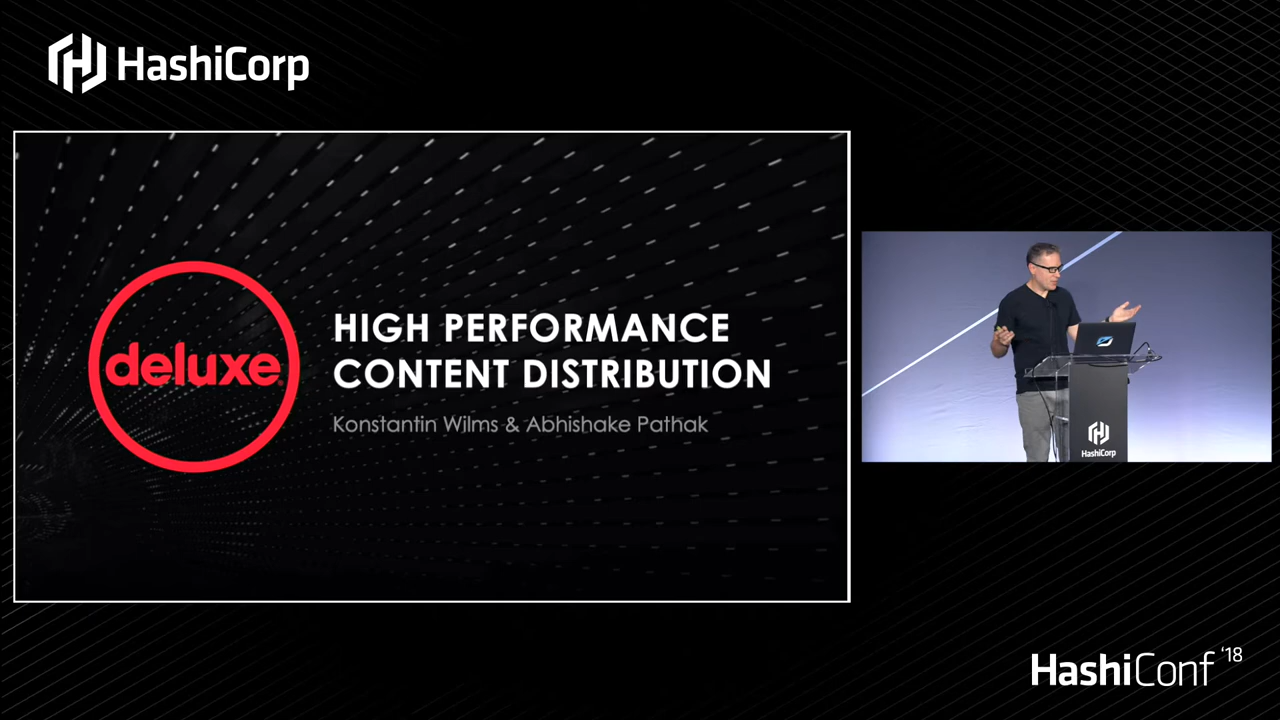 HashiCorp
deluxe
HIGH PERFORMANCE
CONTENT DISTRIBUTION
Konstantin Wilms & Abhishake Pathak
HashiCorp
HashiConf '18